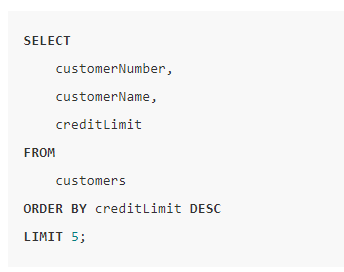 SELECT
    customerNumber,
    customerName,
    creditLimit
FROM
    customers
ORDER BY creditLimit DESC
LIMIT 5;